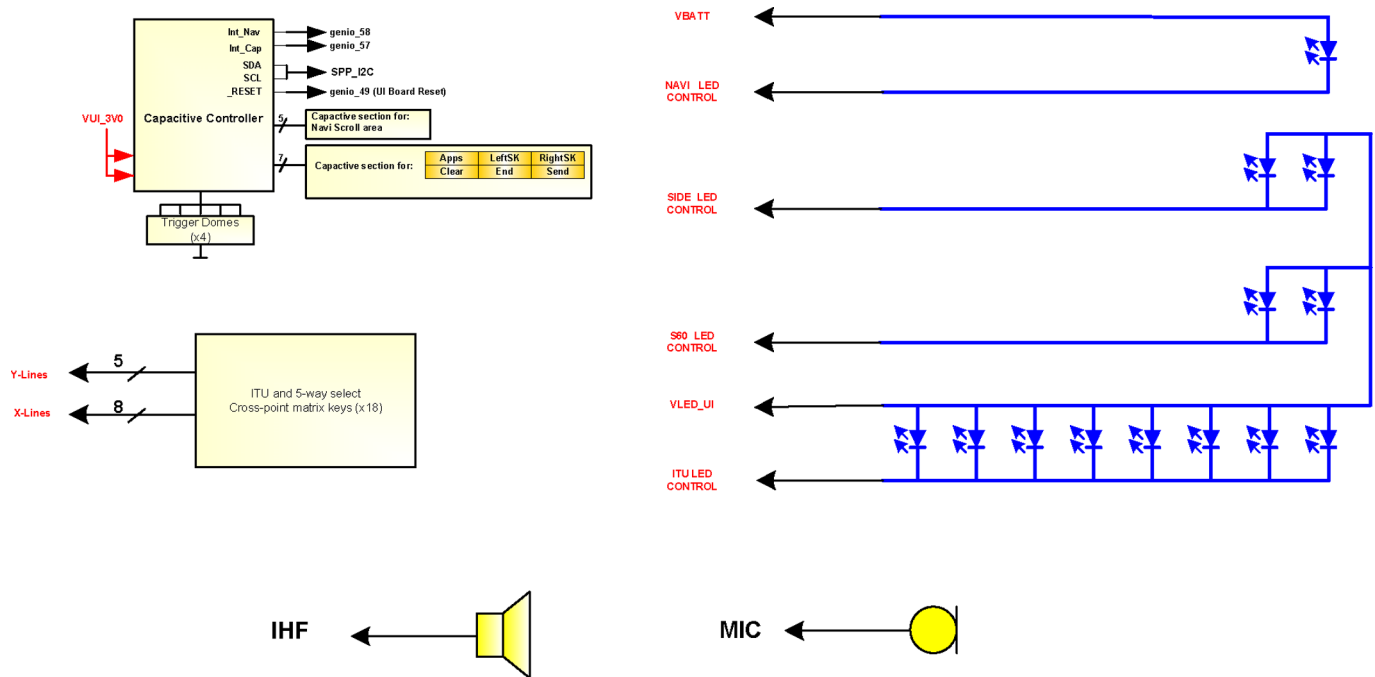 Int_Nav
genio_58
Int_Cap
genio_57
SDA
SCL
SPP_I2C
_RESET
genio_49 (UI Board Reset)
VUI_3V0
Capacitive Controller
5
Capacitive section for:
Navi Scroll area
7
Capactive section for:
Apps LeftSK RightSK
Clear End Send
Trigger Domes
(x4)
Y-Lines
5
X-Lines
8
ITU and 5-way select
Cross-point matrix keys (x18)
VBATT
NAVI LED
CONTROL
SIDE LED
CONTROL
S60 LED
CONTROL
VLED_UI
ITU LED
CONTROL
IHF
MIC